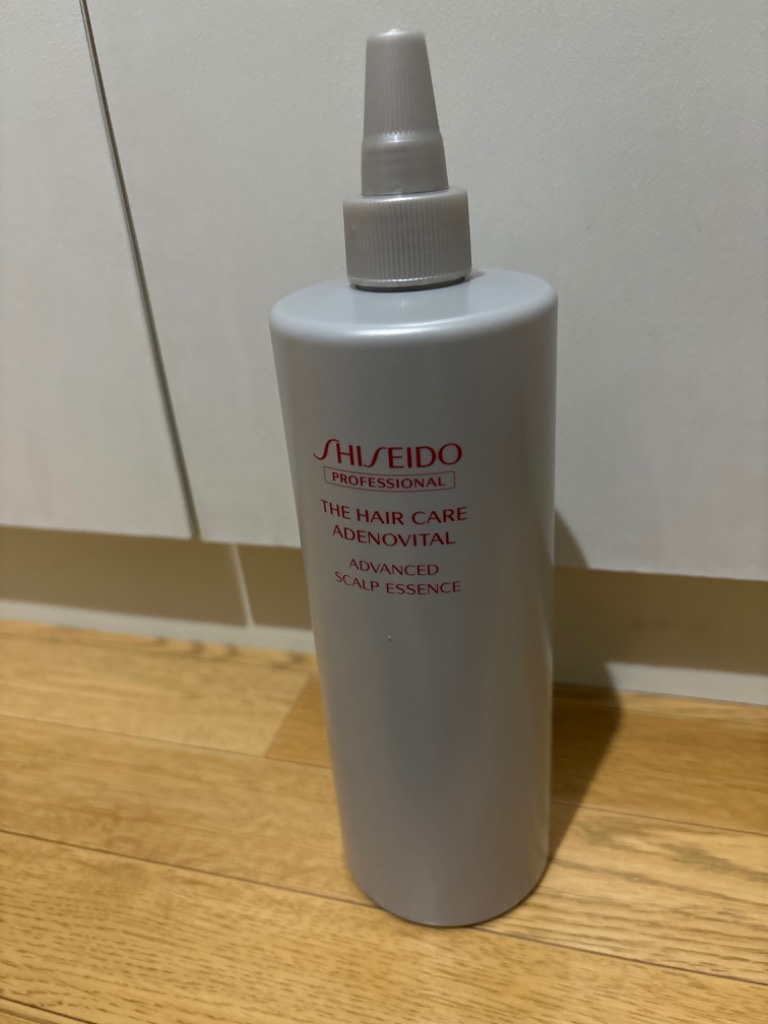 SHISEIDO
PROFESSIONAL
THE HAIR CARE
ADENOVITAL
ADVANCED
SCALP ESSENCE